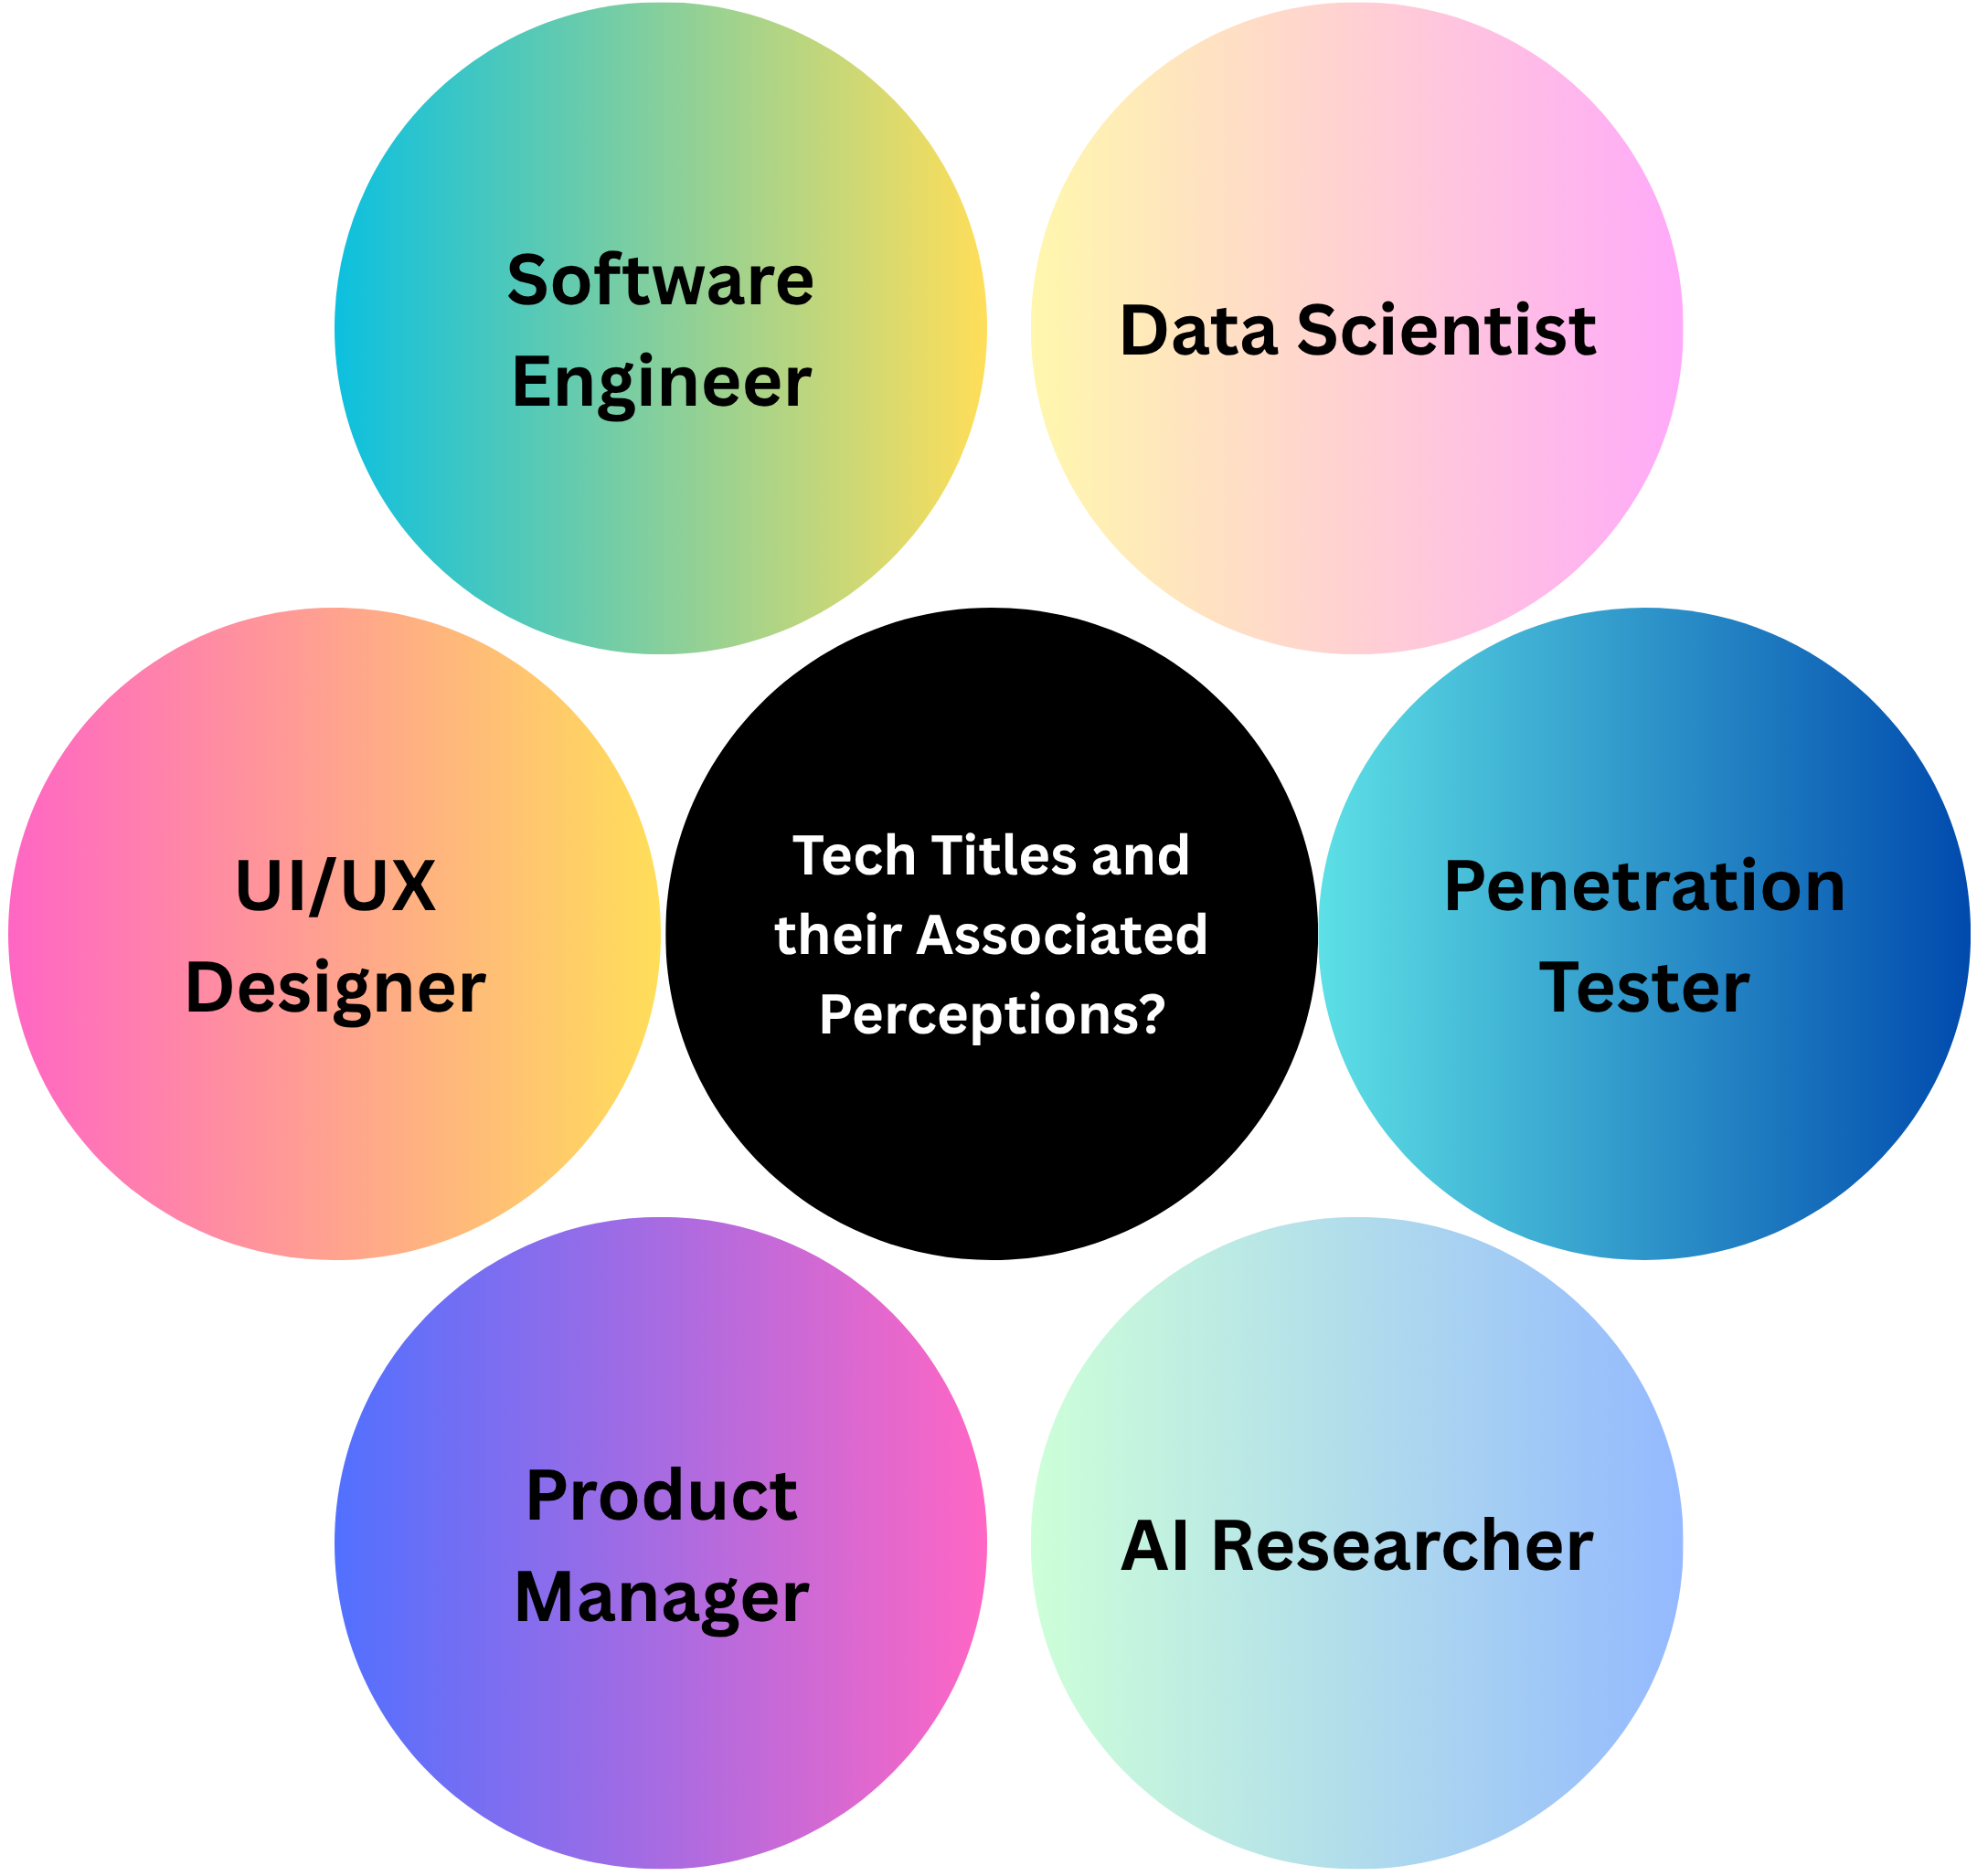 Software
Engineer
Data Scientist
UI/UX
Designer
Tech Titles and
their Associated
Perceptions?
Penetration
Tester
Product
Manager
AI Researcher